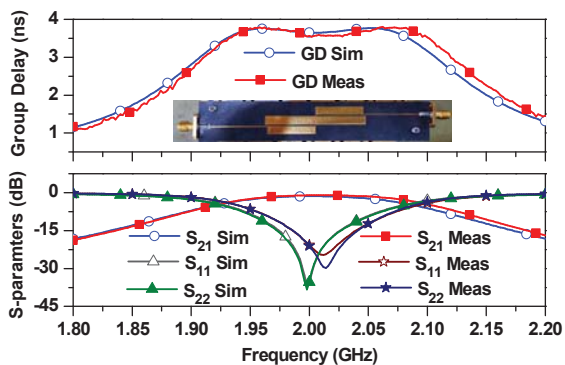 Group Delay (ns)
4
3
2
1
GD Sim
GD Meas
S-paramters (dB)
0
-15
-30
-45
S21 Sim
S11 Sim
S22 Sim
S21 Meas
S11 Meas
S22 Meas
1.80 1.85 1.90 1.95 2.00 2.05 2.10 2.15 2.20
Frequency (GHz)